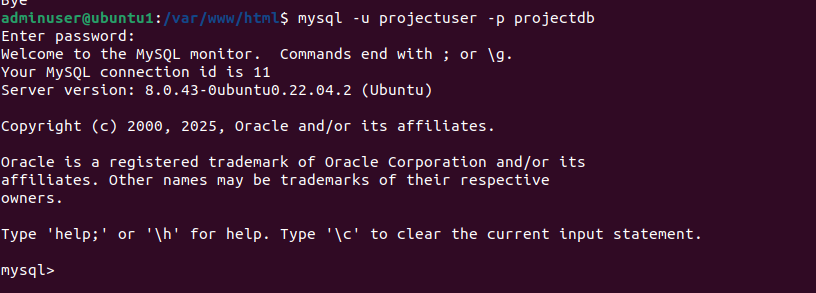 Bye
adminuser@ubuntu1:/var/www/html$ mysql -u projectuser -p projectdb
Enter password:
Welcome to the MySQL monitor.  Commands end with ; or \g.
Your MySQL connection id is 11
Server version: 8.0.43-0ubuntu0.22.04.2 (Ubuntu)
Copyright (c) 2000, 2025, Oracle and/or its affiliates.
Oracle is a registered trademark of Oracle Corporation and/or its
affiliates. Other names may be trademarks of their respective
owners.
Type 'help;' or '\h' for help. Type '\c' to clear the current input statement.
mysql>